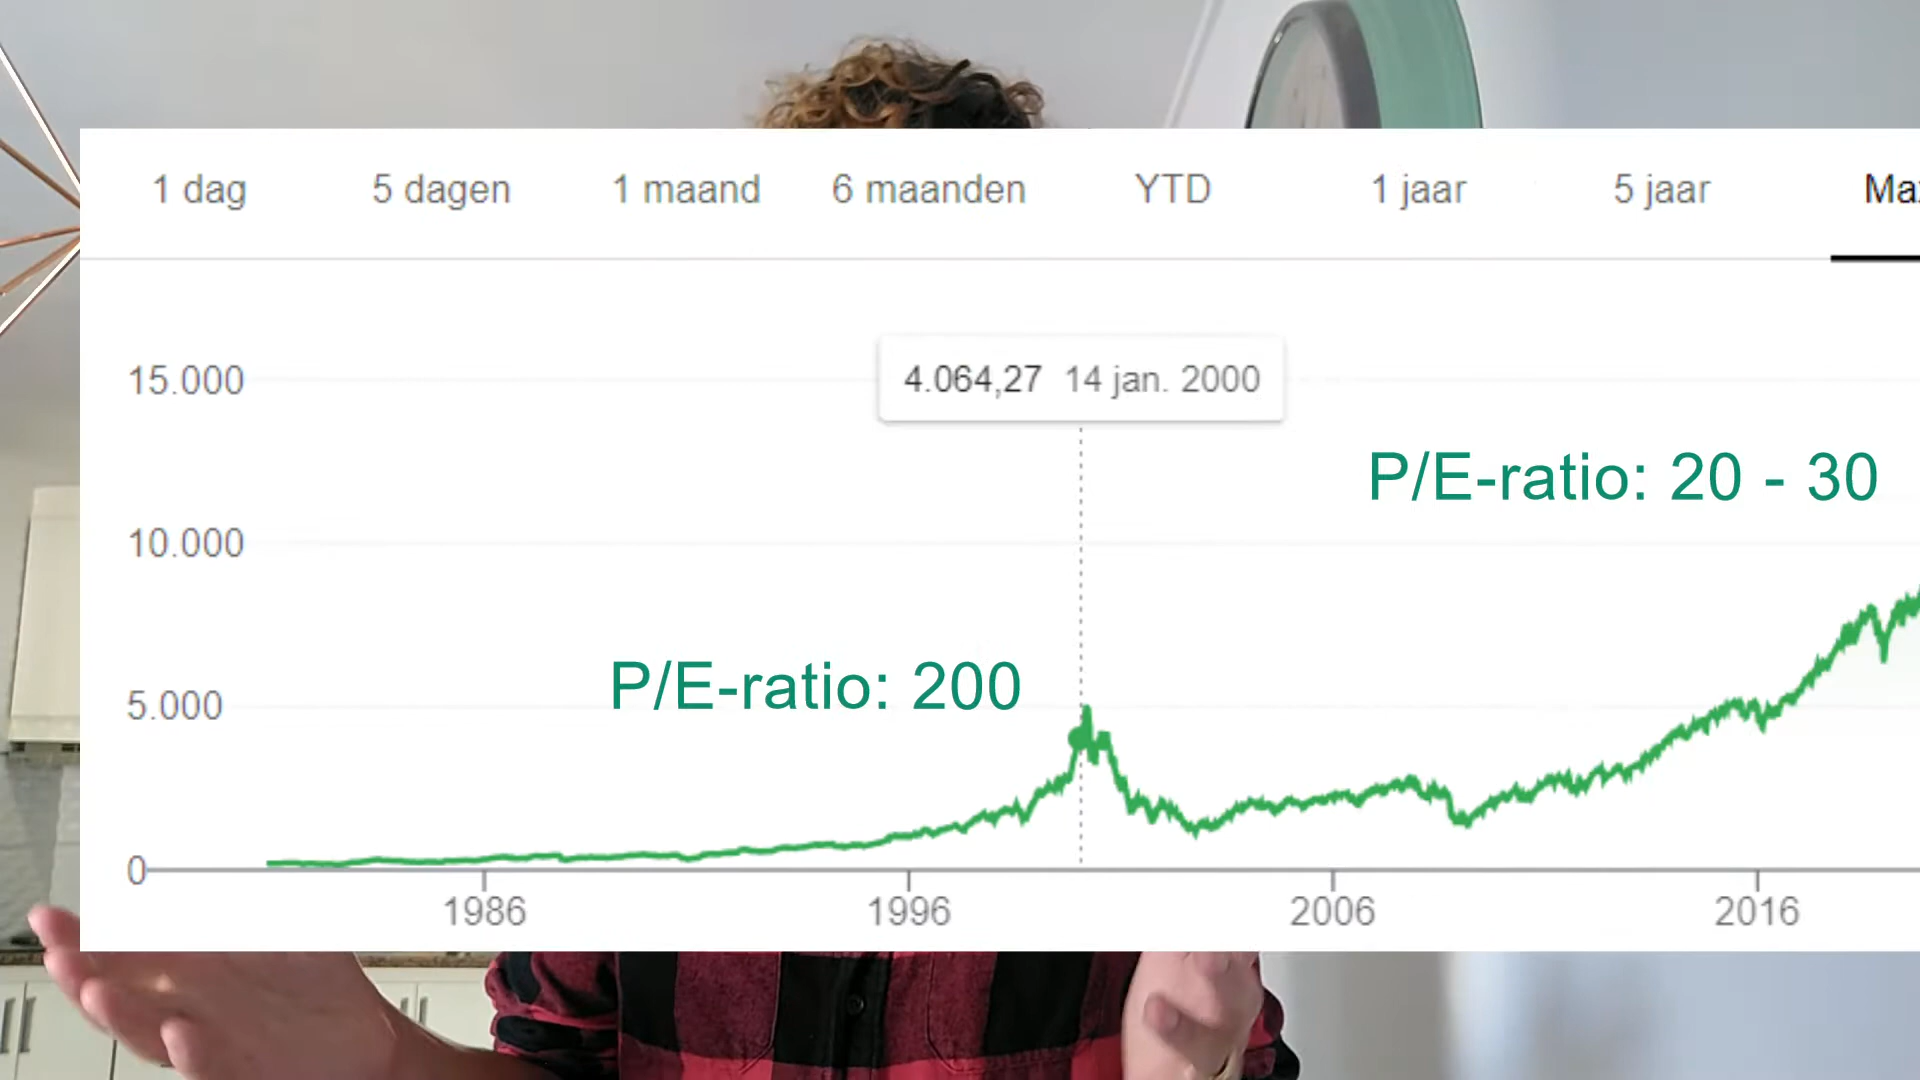 1 dag 5 dagen 1 maand 6 maanden YTD 1 jaar 5 jaar Max
4.064,27 14 jan. 2000
15.000
P/E-ratio: 20 - 30
10.000
P/E-ratio: 200
5.000
0
1986 1996 2006 2016